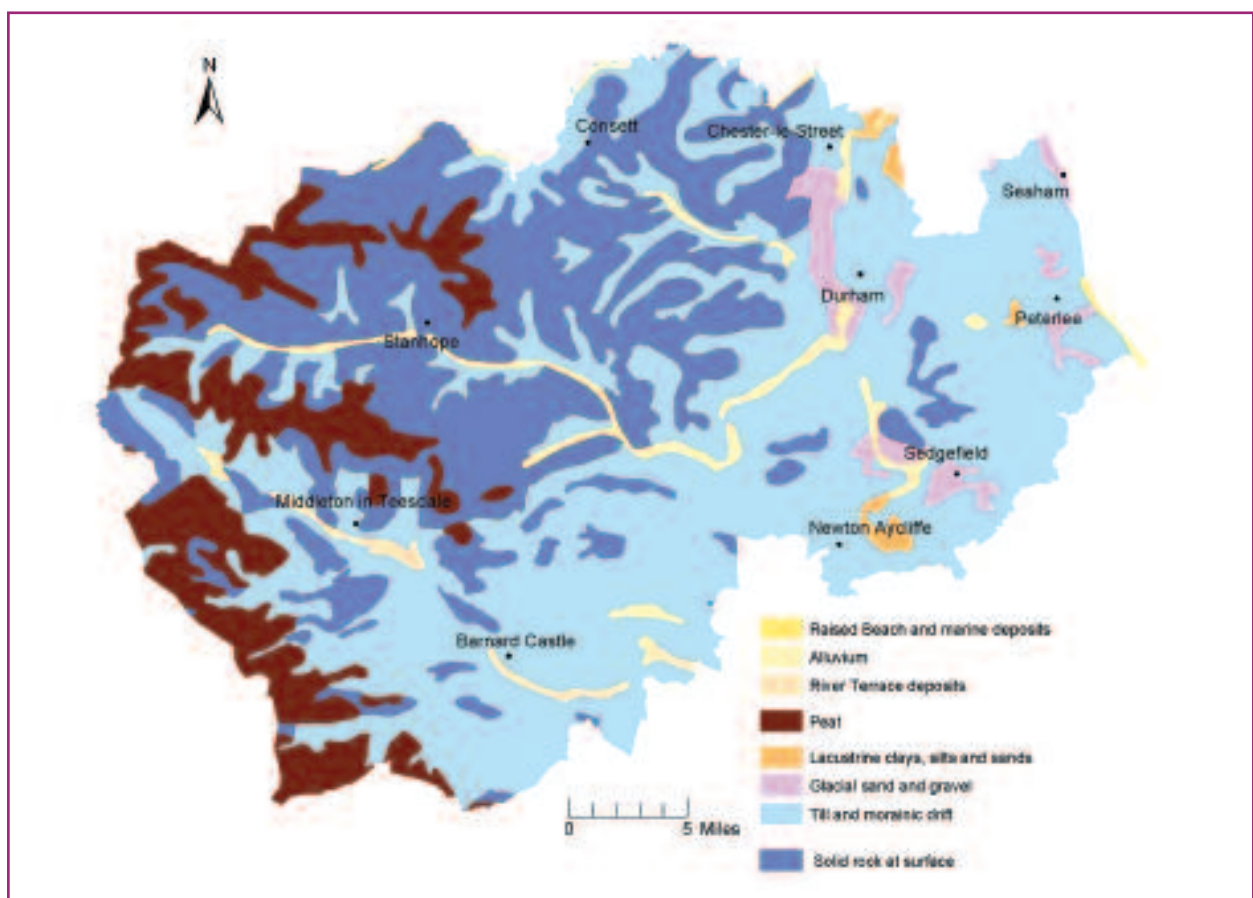 N
Consett
Chester-le-Street
Seaham
Durham
Peterlee
Stanhope
Sedgefield
Middleton in Teesdale
Newton Aycliffe
Barnard Castle
Raised Beach and marine deposits
Alluvium
River Terrace deposits
Peat
Lacustrine clays, silts and sands
Glacial sand and gravel
Till and morainic drift
Solid rock at surface
0 5 Miles